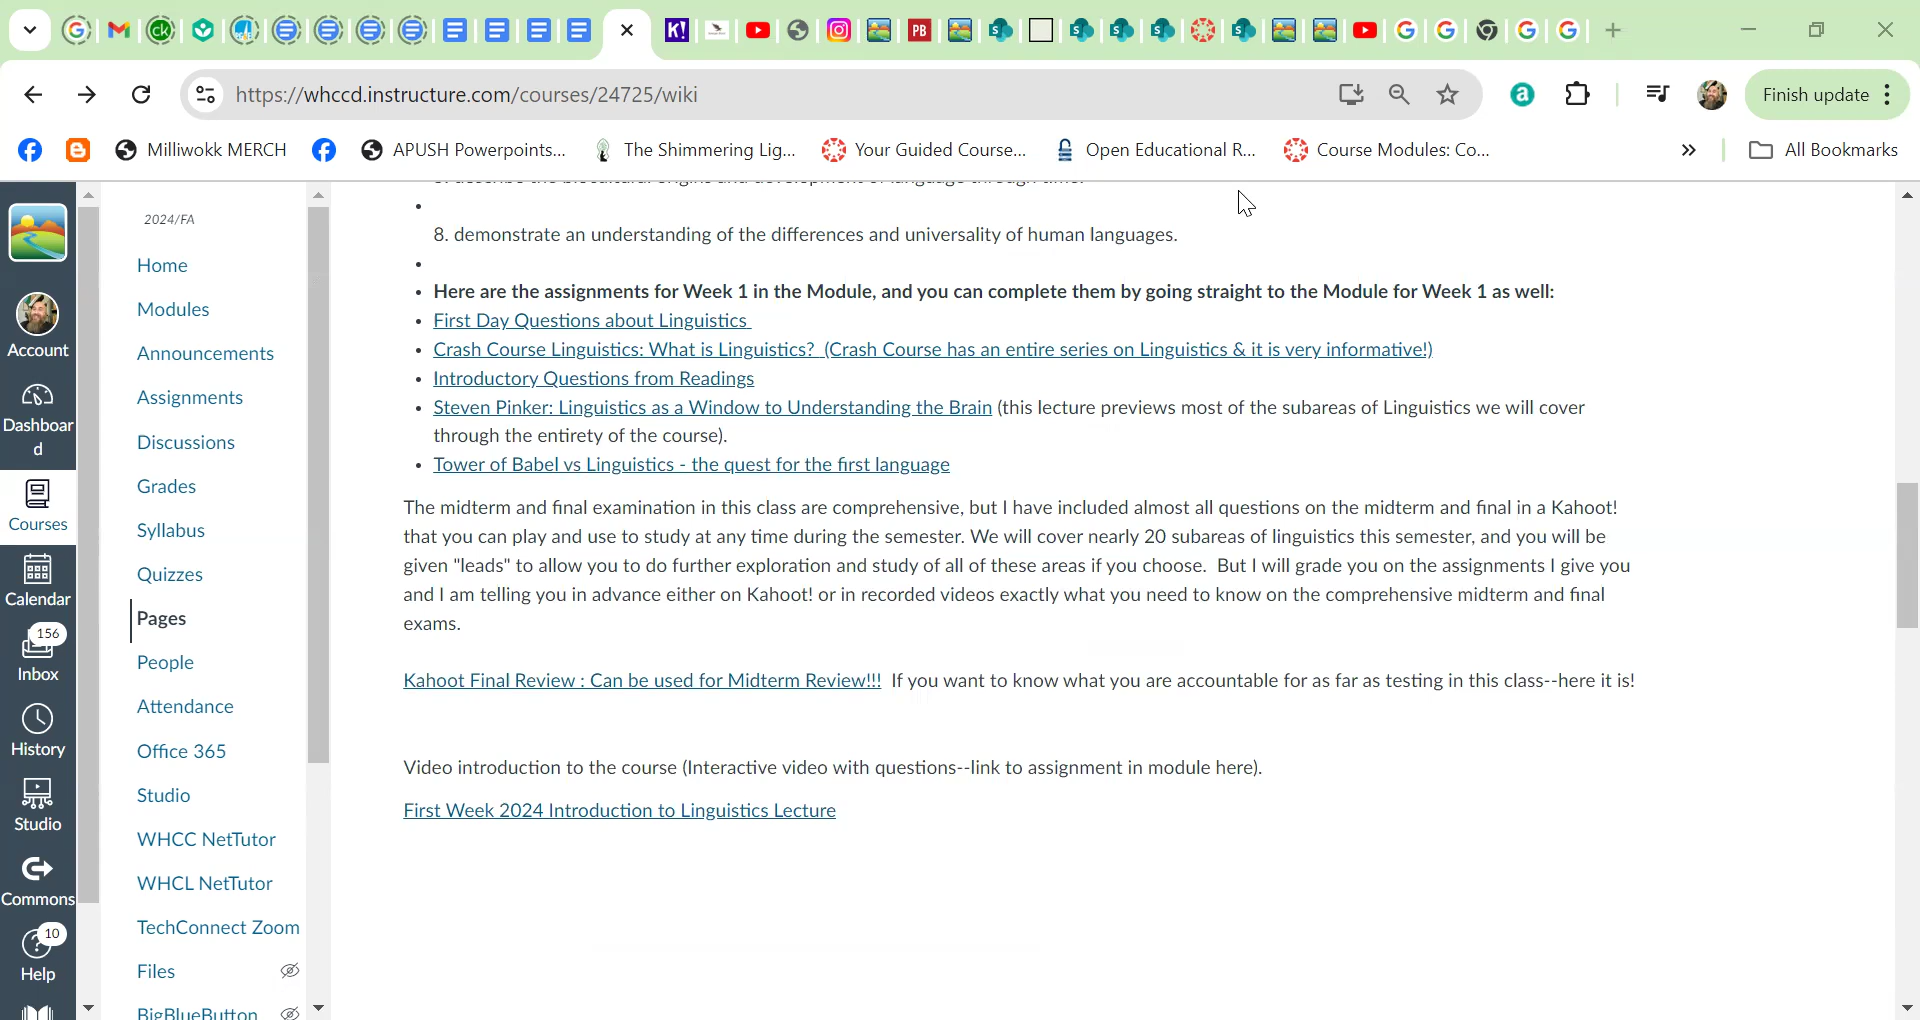 https://whccd.instructure.com/courses/24725/wiki
Finish update
Milliwokk MERCH
APUSH Powerpoints...
The Shimmering Lig...
Your Guided Course...
Open Educational R...
Course Modules: Co...
»
All Bookmarks
Account
Dashboar
d
Courses
Calendar
156
Inbox
History
Studio
Commons
10
Help
2024/FA
Home
Modules
Announcements
Assignments
Discussions
Grades
Syllabus
Quizzes
Pages
People
Attendance
Office 365
Studio
WHCC NetTutor
WHCL NetTutor
TechConnect Zoom
Files
BigBlueButton
8. demonstrate an understanding of the differences and universality of human languages.
Here are the assignments for Week 1 in the Module, and you can complete them by going straight to the Module for Week 1 as well:
First Day Questions about Linguistics
Crash Course Linguistics: What is Linguistics? (Crash Course has an entire series on Linguistics & it is very informative!)
Introductory Questions from Readings
Steven Pinker: Linguistics as a Window to Understanding the Brain (this lecture previews most of the subareas of Linguistics we will cover
through the entirety of the course).
Tower of Babel vs Linguistics - the quest for the first language
The midterm and final examination in this class are comprehensive, but I have included almost all questions on the midterm and final in a Kahoot!
that you can play and use to study at any time during the semester. We will cover nearly 20 subareas of linguistics this semester, and you will be
given "leads" to allow you to do further exploration and study of all of these areas if you choose. But I will grade you on the assignments I give you
and I am telling you in advance either on Kahoot! or in recorded videos exactly what you need to know on the comprehensive midterm and final
exams.
Kahoot Final Review : Can be used for Midterm Review!!! If you want to know what you are accountable for as far as testing in this class--here it is!
Video introduction to the course (Interactive video with questions--link to assignment in module here).
First Week 2024 Introduction to Linguistics Lecture